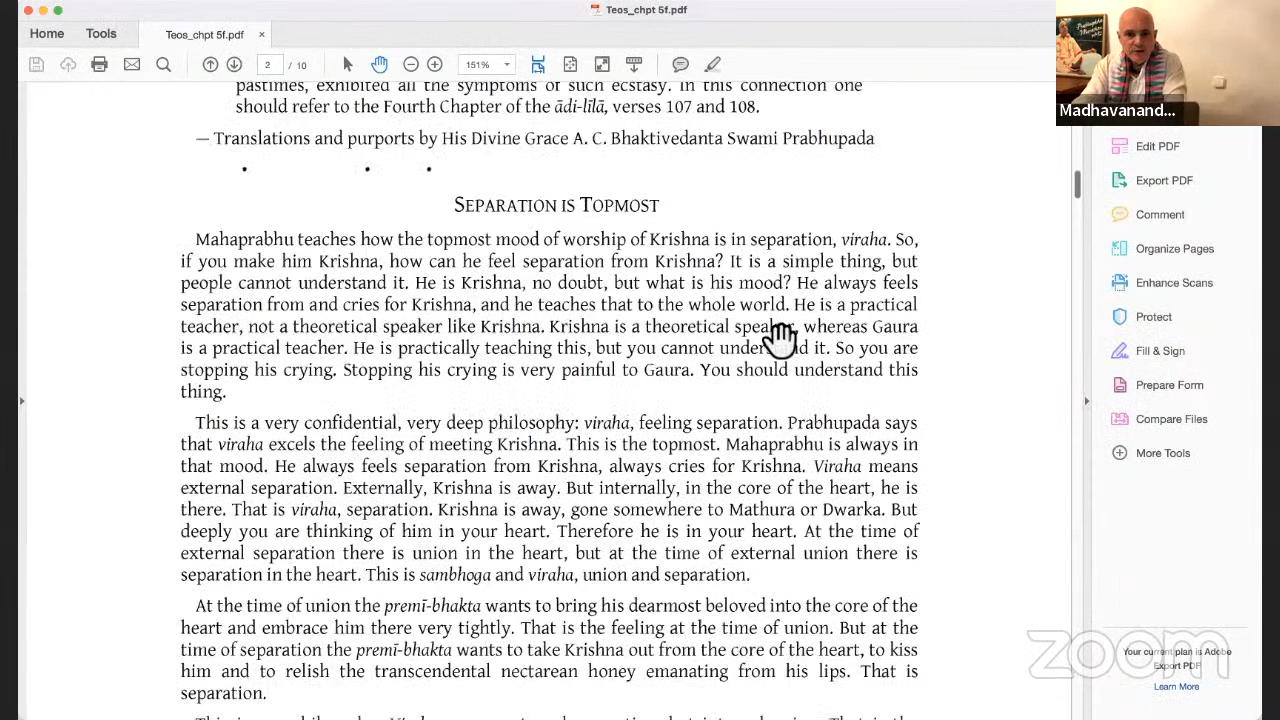 Teos_chpt 5f.pdf
Home
Tools
Teos_chpt 5f.pdf ×
2 / 10
151%
pastimes, exhibited all the symptoms of such ecstasy. In this connection one
should refer to the Fourth Chapter of the ādi-līlā, verses 107 and 108.
— Translations and purports by His Divine Grace A. C. Bhaktivedanta Swami Prabhupada
• • •
SEPARATION IS TOPMOST
Mahaprabhu teaches how the topmost mood of worship of Krishna is in separation, viraha. So,
if you make him Krishna, how can he feel separation from Krishna? It is a simple thing, but
people cannot understand it. He is Krishna, no doubt, but what is his mood? He always feels
separation from and cries for Krishna, and he teaches that to the whole world. He is a practical
teacher, not a theoretical speaker like Krishna. Krishna is a theoretical speaker, whereas Gaura
is a practical teacher. He is practically teaching this, but you cannot understand it. So you are
stopping his crying. Stopping his crying is very painful to Gaura. You should understand this
thing.
This is a very confidential, very deep philosophy: viraha, feeling separation. Prabhupada says
that viraha excels the feeling of meeting Krishna. This is the topmost. Mahaprabhu is always in
that mood. He always feels separation from Krishna, always cries for Krishna. Viraha means
external separation. Externally, Krishna is away. But internally, in the core of the heart, he is
there. That is viraha, separation. Krishna is away, gone somewhere to Mathura or Dwarka. But
deeply you are thinking of him in your heart. Therefore he is in your heart. At the time of
external separation there is union in the heart, but at the time of external union there is
separation in the heart. This is sambhoga and viraha, union and separation.
At the time of union the premī-bhakta wants to bring his dearmost beloved into the core of the
heart and embrace him there very tightly. That is the feeling at the time of union. But at the
time of separation the premī-bhakta wants to take Krishna out from the core of the heart, to kiss
him and to relish the transcendental nectarean honey emanating from his lips. That is
separation.
Madhavanand...
Edit PDF
Export PDF
Comment
Organize Pages
Enhance Scans
Protect
Fill & Sign
Prepare Form
Compare Files
More Tools
Your current plan is Adobe
Export PDF
Learn More
zoom